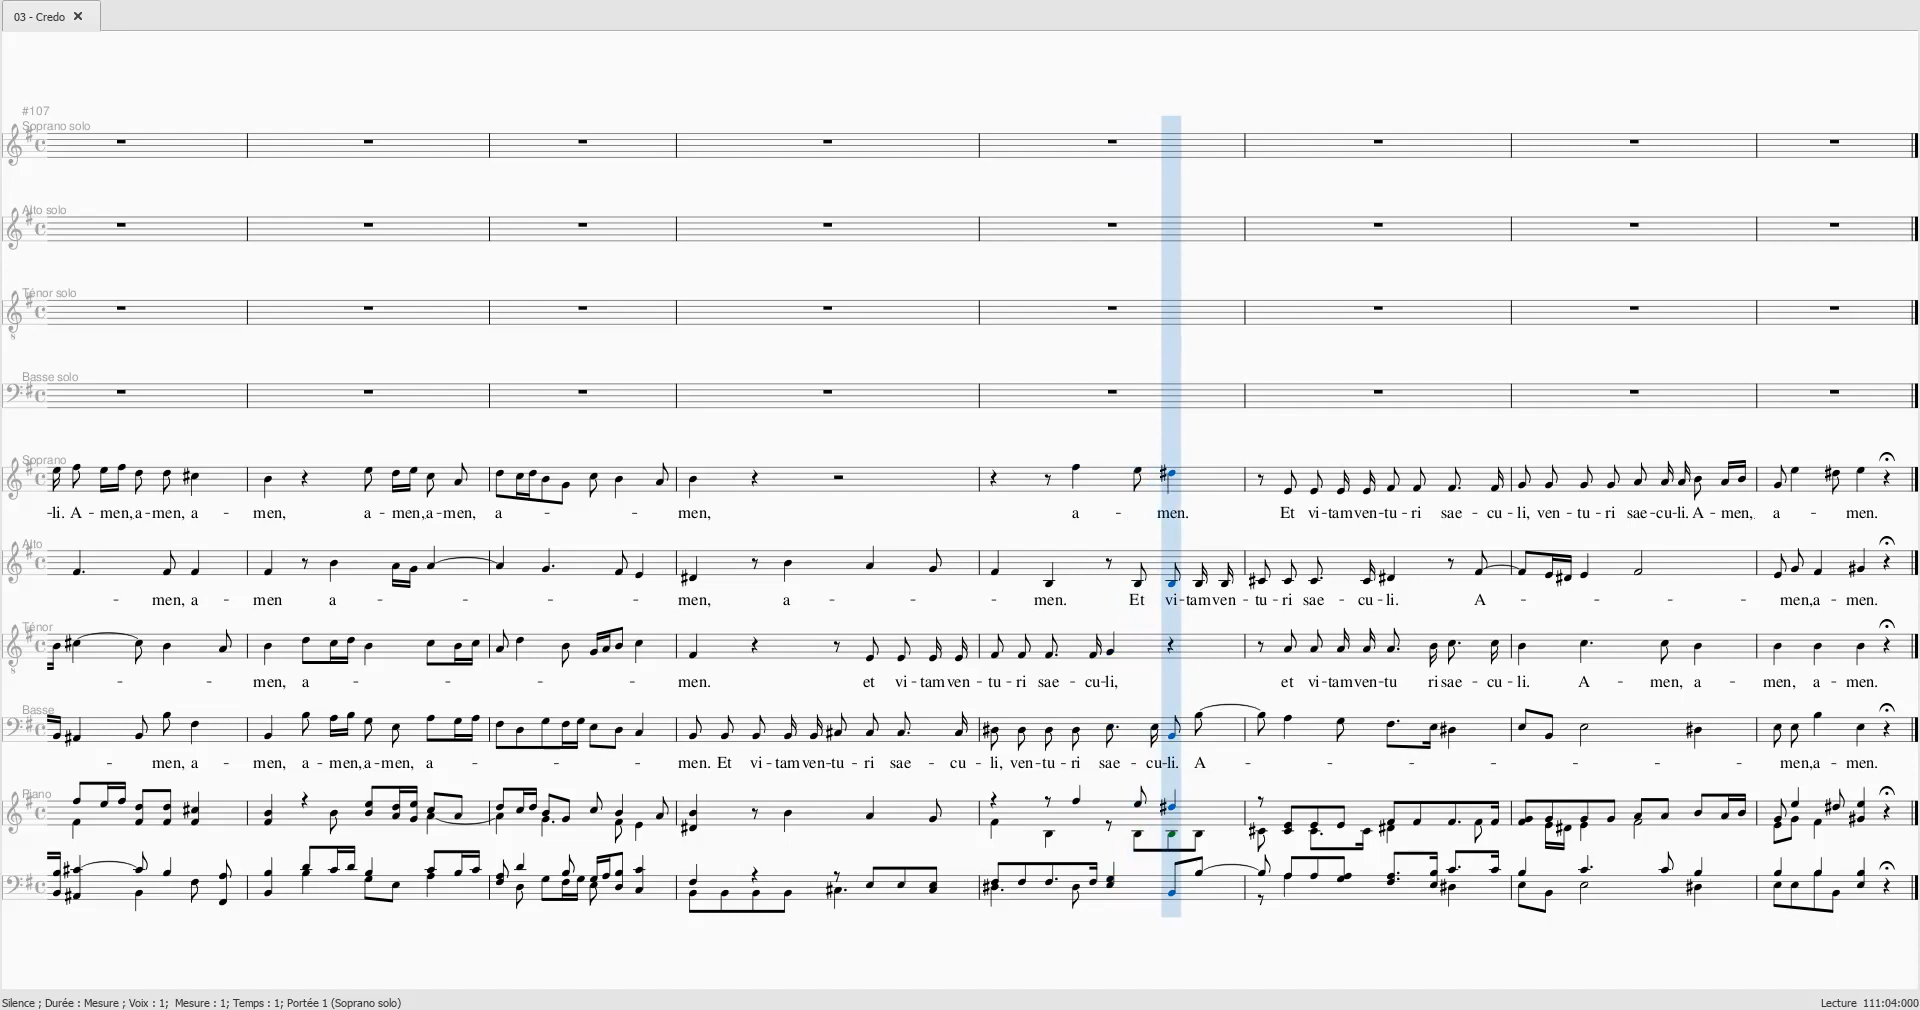 03 - Credo ✕
#107
Soprano solo
Alto solo
Ténor solo
Basse solo
Soprano
-li. A - men, a - men, a - men, a - men, a - men, a - men, a - men. Et vi - tam ven - tu - ri sae - cu - li, ven - tu - ri sae - cu - li. A - men, a - men.
Alto
- men, a - men a - men, a - men. Et vi - tam ven - tu - ri sae - cu - li. A - men, a - men.
Ténor
- men, a - men. et vi - tam ven - tu - ri sae - cu - li, et vi - tam ven - tu ri sae - cu - li. A - men, a - men, a - men.
Basse
- men, a - men, a - men, a - men, a - men. Et vi - tam ven - tu - ri sae - cu - li, ven - tu - ri sae - cu - li. A - men, a - men.
Piano
Silence ; Durée : Mesure ; Voix : 1; Mesure : 1; Temps : 1; Portée 1 (Soprano solo)
Lecture 111:04:000